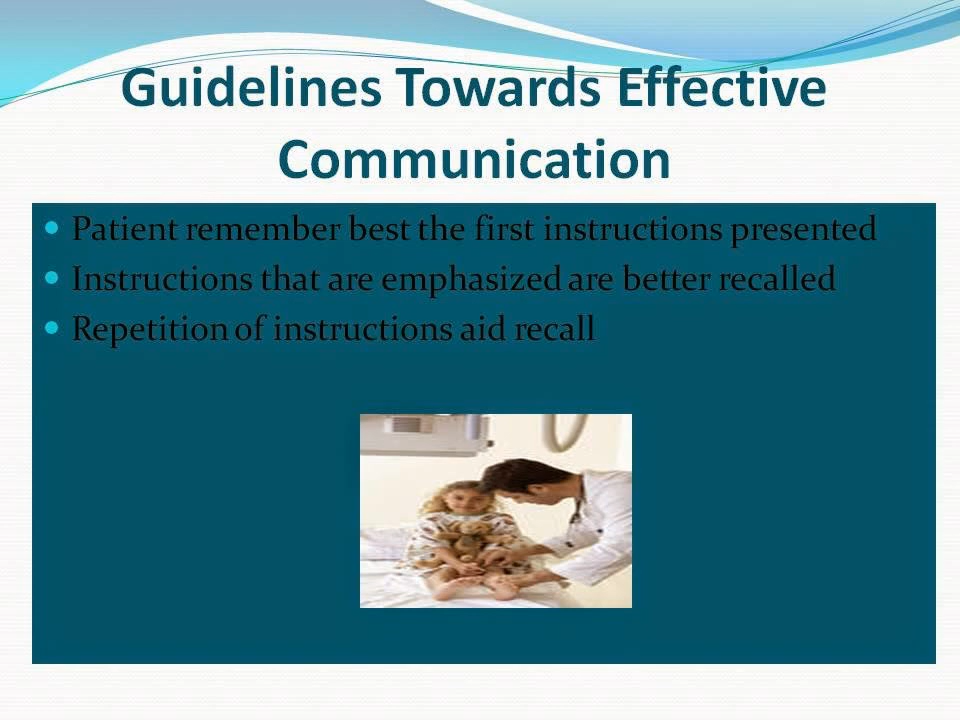 Guidelines Towards Effective
Communication
• Patient remember best the first instructions presented
• Instructions that are emphasized are better recalled
• Repetition of instructions aid recall